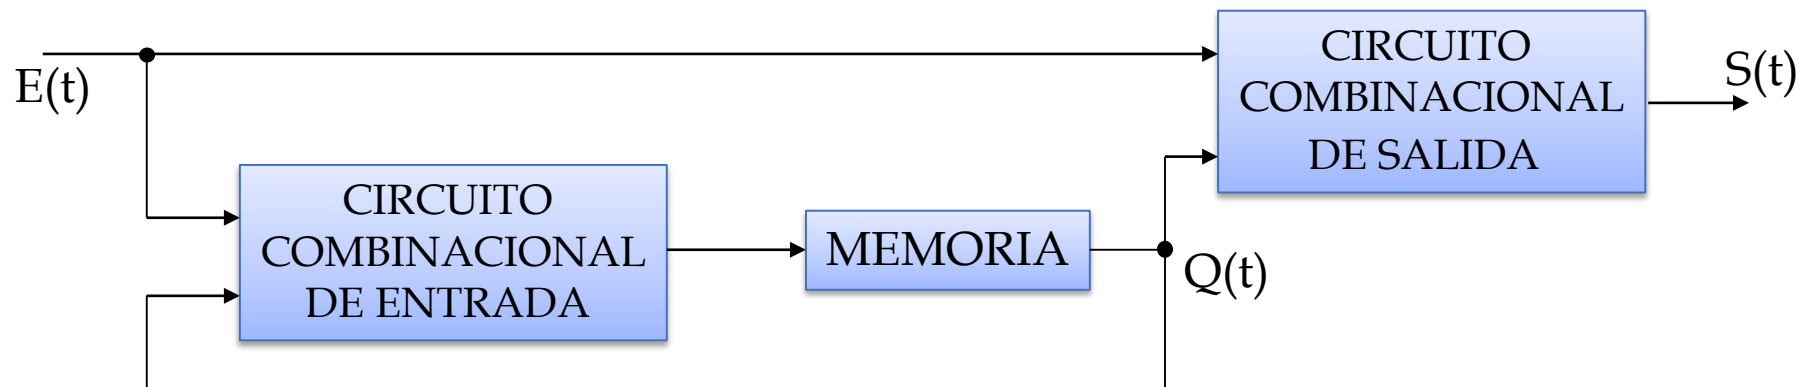 E(t)
CIRCUITO
COMBINACIONAL
DE ENTRADA
MEMORIA
Q(t)
CIRCUITO
COMBINACIONAL
DE SALIDA
S(t)